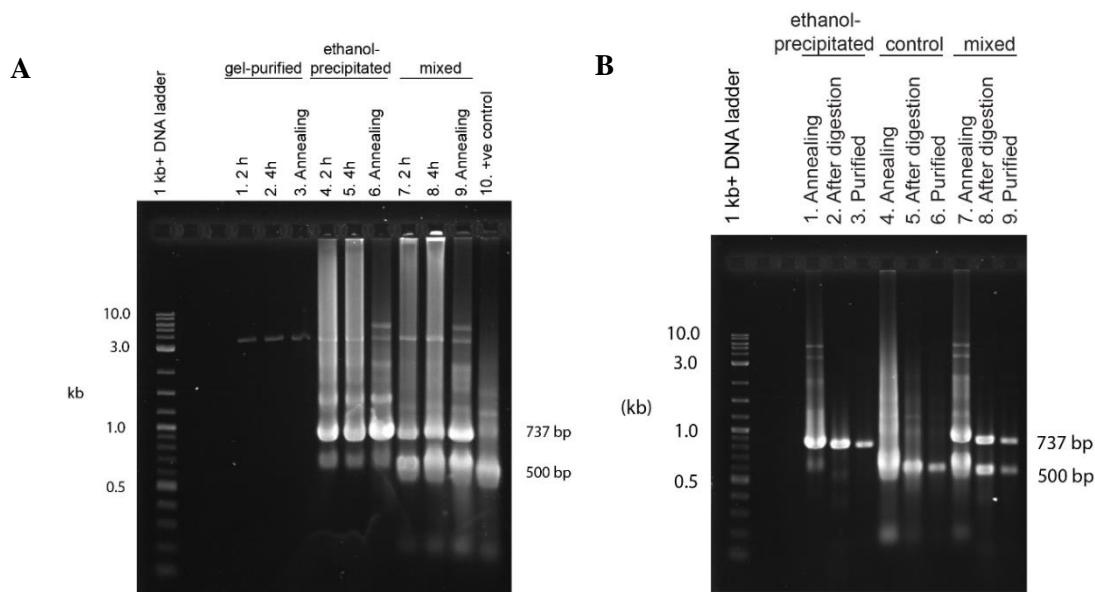 A
gel-purified
ethanol-
precipitated
mixed
1 kb+ DNA ladder
1. 2 h
2. 4h
3. Annealing
4. 2 h
5. 4h
6. Annealing
7. 2 h
8. 4h
9. Annealing
10. +ve control
10.0
3.0
kb
1.0
0.5
737 bp
500 bp
B
ethanol-
precipitated
control
mixed
1 kb+ DNA ladder
1. Annealing
2. After digestion
3. Purified
4. Anealing
5. After digestion
6. Purified
7. Annealing
8. After digestion
9. Purified
10.0
3.0
(kb)
1.0
0.5
737 bp
500 bp